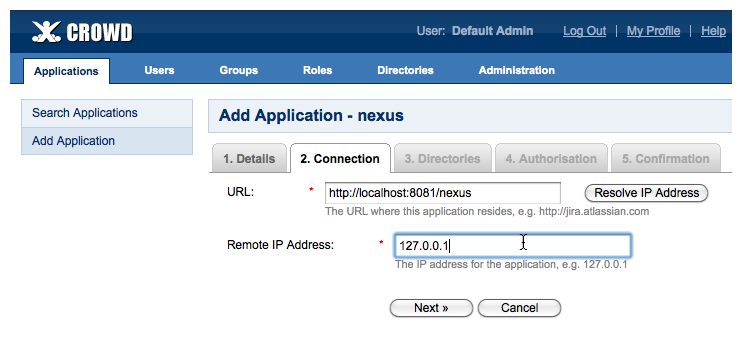 CROWD
User: Default Admin Log Out My Profile Help
Applications Users Groups Roles Directories Administration
Search Applications
Add Application
Add Application - nexus
1. Details 2. Connection 3. Directories 4. Authorisation 5. Confirmation
URL: * http://localhost:8081/nexus Resolve IP Address
The URL where this application resides, e.g. http://jira.atlassian.com
Remote IP Address: * 127.0.0.1
The IP address for the application, e.g. 127.0.0.1
Next » Cancel